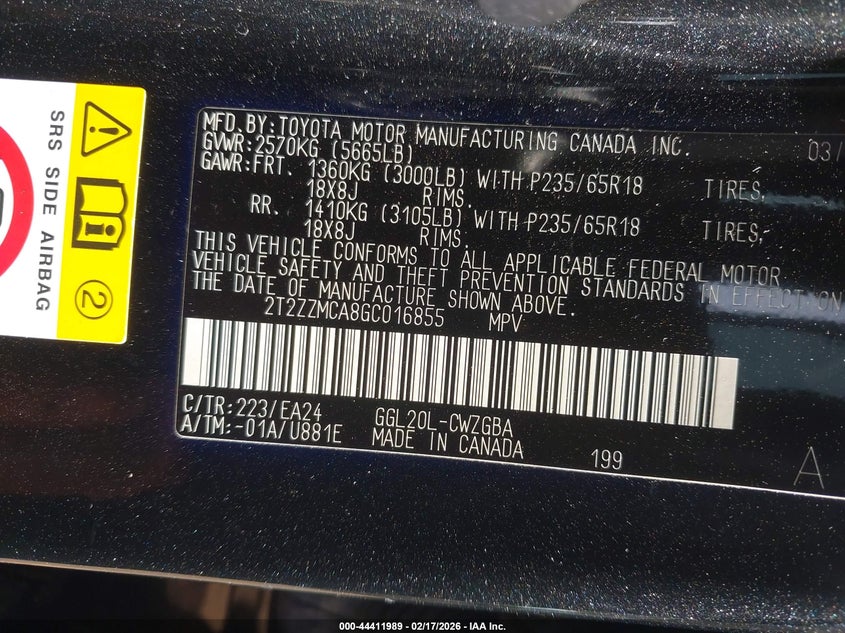 MFD. BY: TOYOTA MOTOR MANUFACTURING CANADA INC. 03/
GVWR: 2570KG (5665LB)
GAWR: FRT. 1360KG (3000LB) WITH P235/65R18 TIRES,
18X8J RIMS.
RR. 1410KG (3105LB) WITH P235/65R18 TIRES,
18X8J RIMS.
THIS VEHICLE CONFORMS TO ALL APPLICABLE FEDERAL MOTOR
VEHICLE SAFETY AND THEFT PREVENTION STANDARDS IN EFFECT ON
THE DATE OF MANUFACTURE SHOWN ABOVE.
2T2ZZMCA8GC016855 MPV
C/TR: 223/EA24 GGL20L-CWZGBA
A/TM: -01A/U881E MADE IN CANADA 199
A
SRS SIDE AIRBAG
2
000-44411989 | 02/17/2026 – IAA Inc.